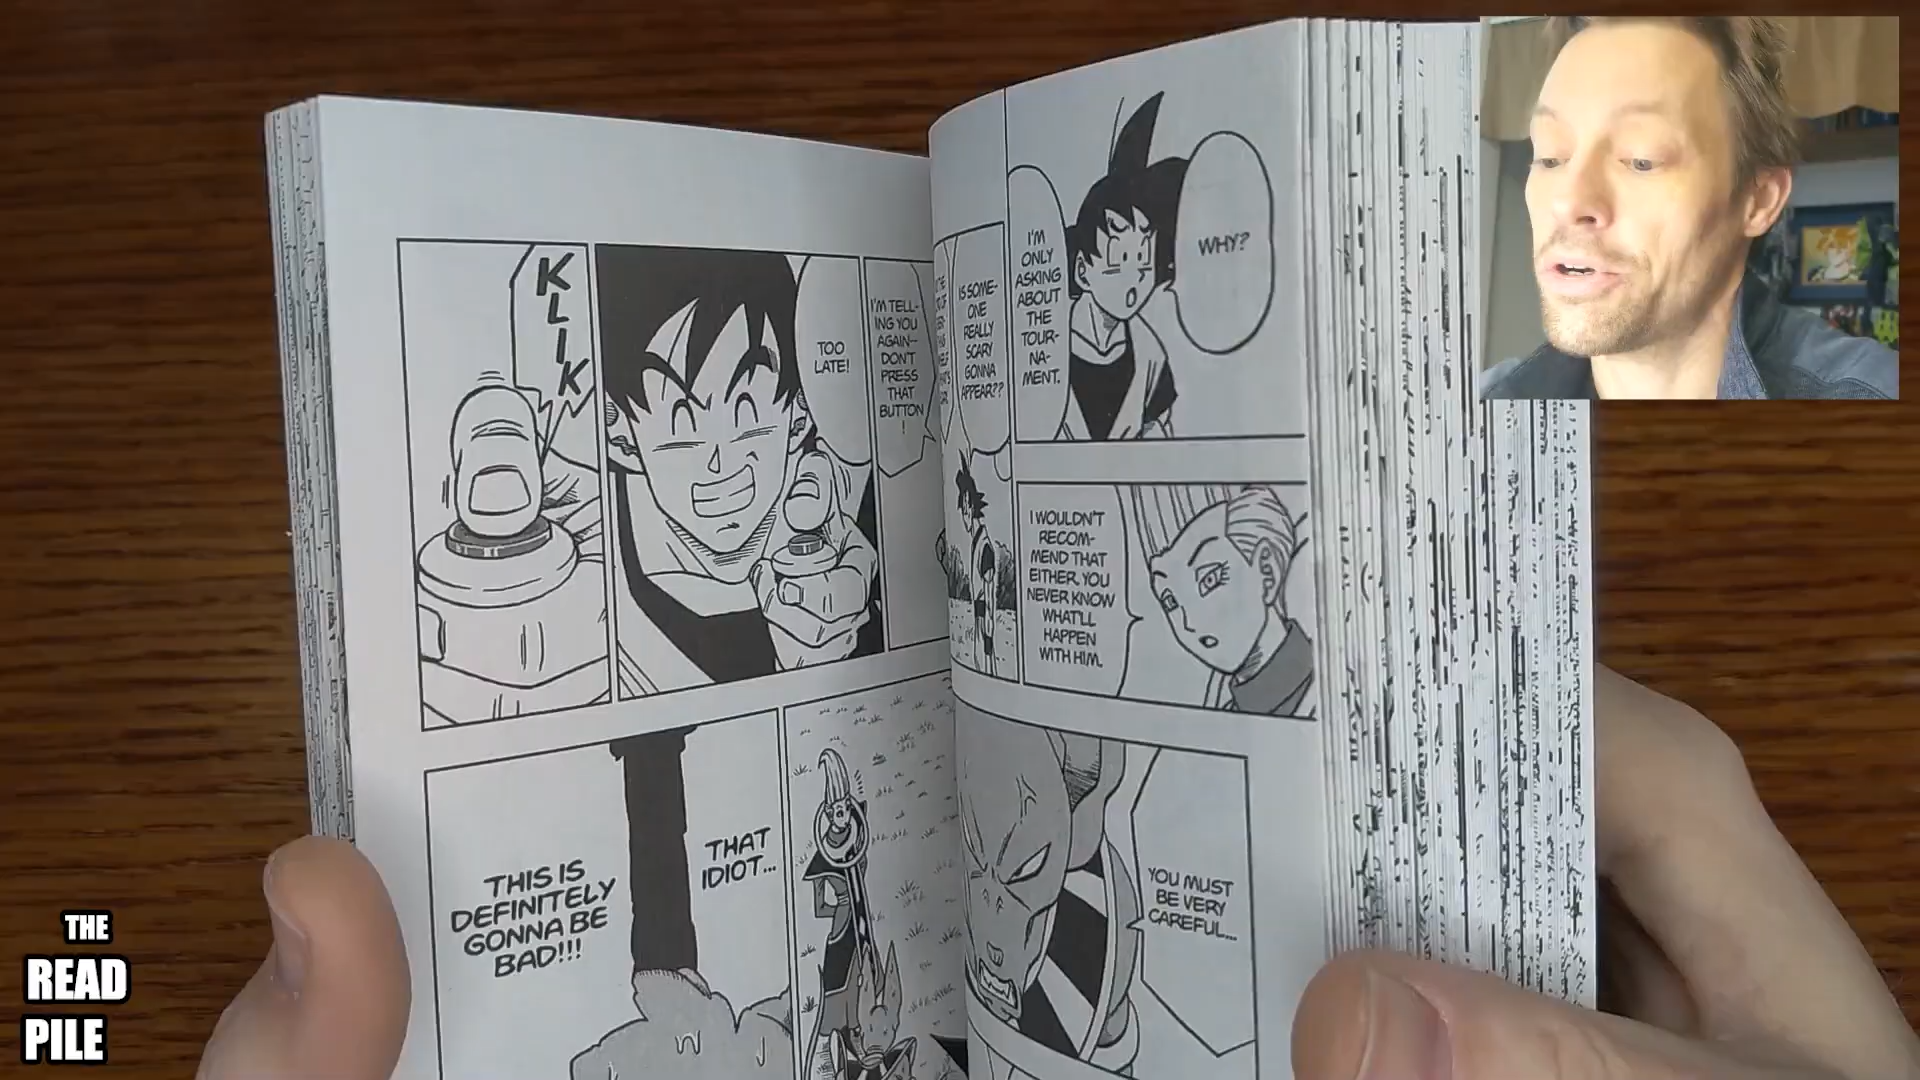 WHY?
I'M
ONLY
ASKING
ABOUT
THE
TOUR-
NA-
MENT.
IS SOME-
ONE
REALLY
SCARY
GONNA
APPEAR??
I WOULDN'T
RECOM-
MEND THAT
EITHER. YOU
NEVER KNOW
WHAT'LL
HAPPEN
WITH HIM.
YOU MUST
BE VERY
CAREFUL...
I'M TELL-
ING YOU
AGAIN—
DON'T
PRESS
THAT
BUTTON
!
TOO
LATE!
KLIK
THAT
IDIOT...
THIS IS
DEFINITELY
GONNA BE
BAD!!!
THE
READ
PILE